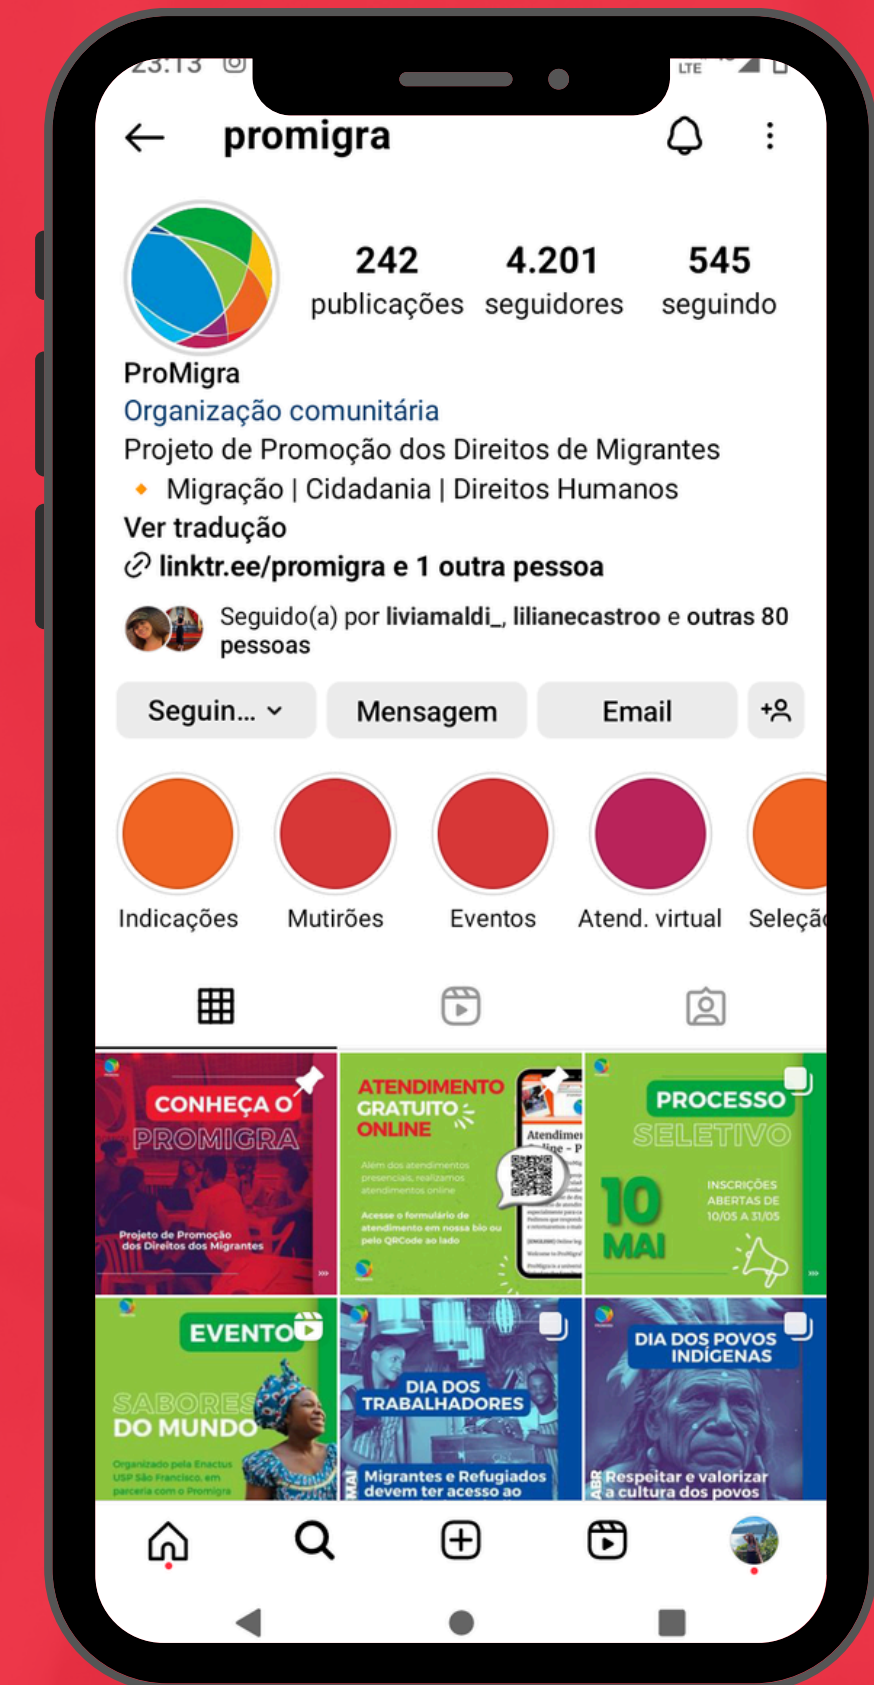 23:13
LTE
promigra
242 4.201 545
publicações seguidores seguindo
ProMigra
Organização comunitária
Projeto de Promoção dos Direitos de Migrantes
🔸 Migração | Cidadania | Direitos Humanos
Ver tradução
linktr.ee/promigra e 1 outra pessoa
Seguido(a) por liviamaldi_, lilianecastroo e outras 80
pessoas
Seguin...
Mensagem
Email
Indicações
Mutirões
Eventos
Atend. virtual
Seleçã
CONHEÇA O
PROMIGRA
Projeto de Promoção
dos Direitos dos Migrantes
ATENDIMENTO
GRATUITO
ONLINE
Além dos atendimentos
presenciais, realizamos
atendimentos online
Acesse o formulário de
atendimento em nossa bio ou
pelo QRCode ao lado
PROCESSO
SELETIVO
10
MAI
INSCRIÇÕES
ABERTAS DE
10/05 A 31/05
EVENTO
SABORES
DO MUNDO
Organizado pela Enactus
USP São Francisco, em
parceria com o Promigra
DIA DOS
TRABALHADORES
MAI
Migrantes e Refugiados
devem ter acesso ao
DIA DOS POVOS
INDÍGENAS
ABR
Respeitar e valorizar
a cultura dos povos